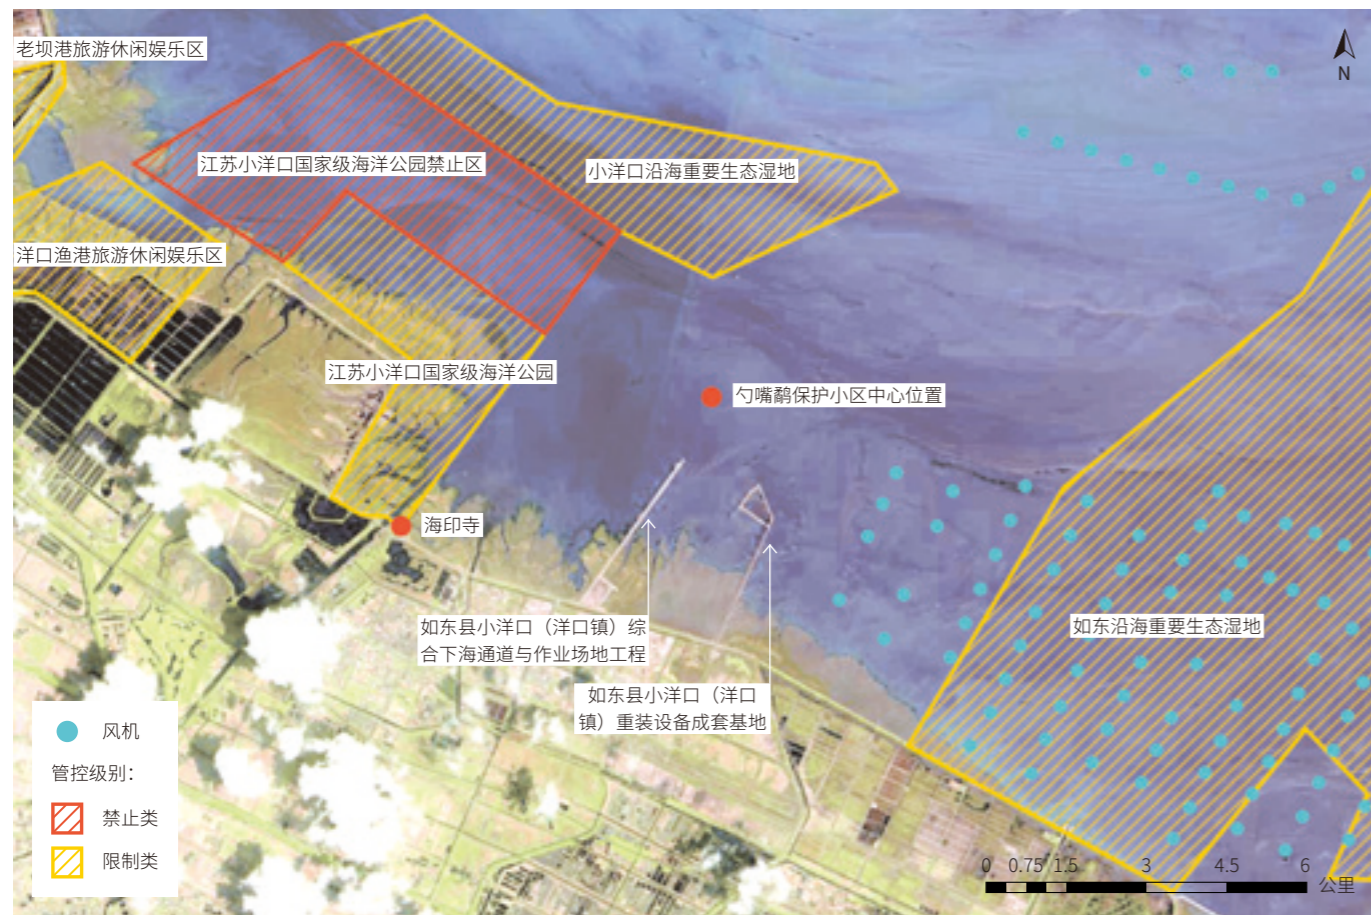 老坝港旅游休闲娱乐区
N
江苏小洋口国家级海洋公园禁止区
小洋口沿海重要生态湿地
洋口渔港旅游休闲娱乐区
江苏小洋口国家级海洋公园
勺嘴鹬保护小区中心位置
海印寺
如东县小洋口（洋口镇）综
合下海通道与作业场地工程
如东沿海重要生态湿地
如东县小洋口（洋口
镇）重装设备成套基地
风机
管控级别：
禁止类
限制类
0 0.75 1.5 3 4.5 6
公里